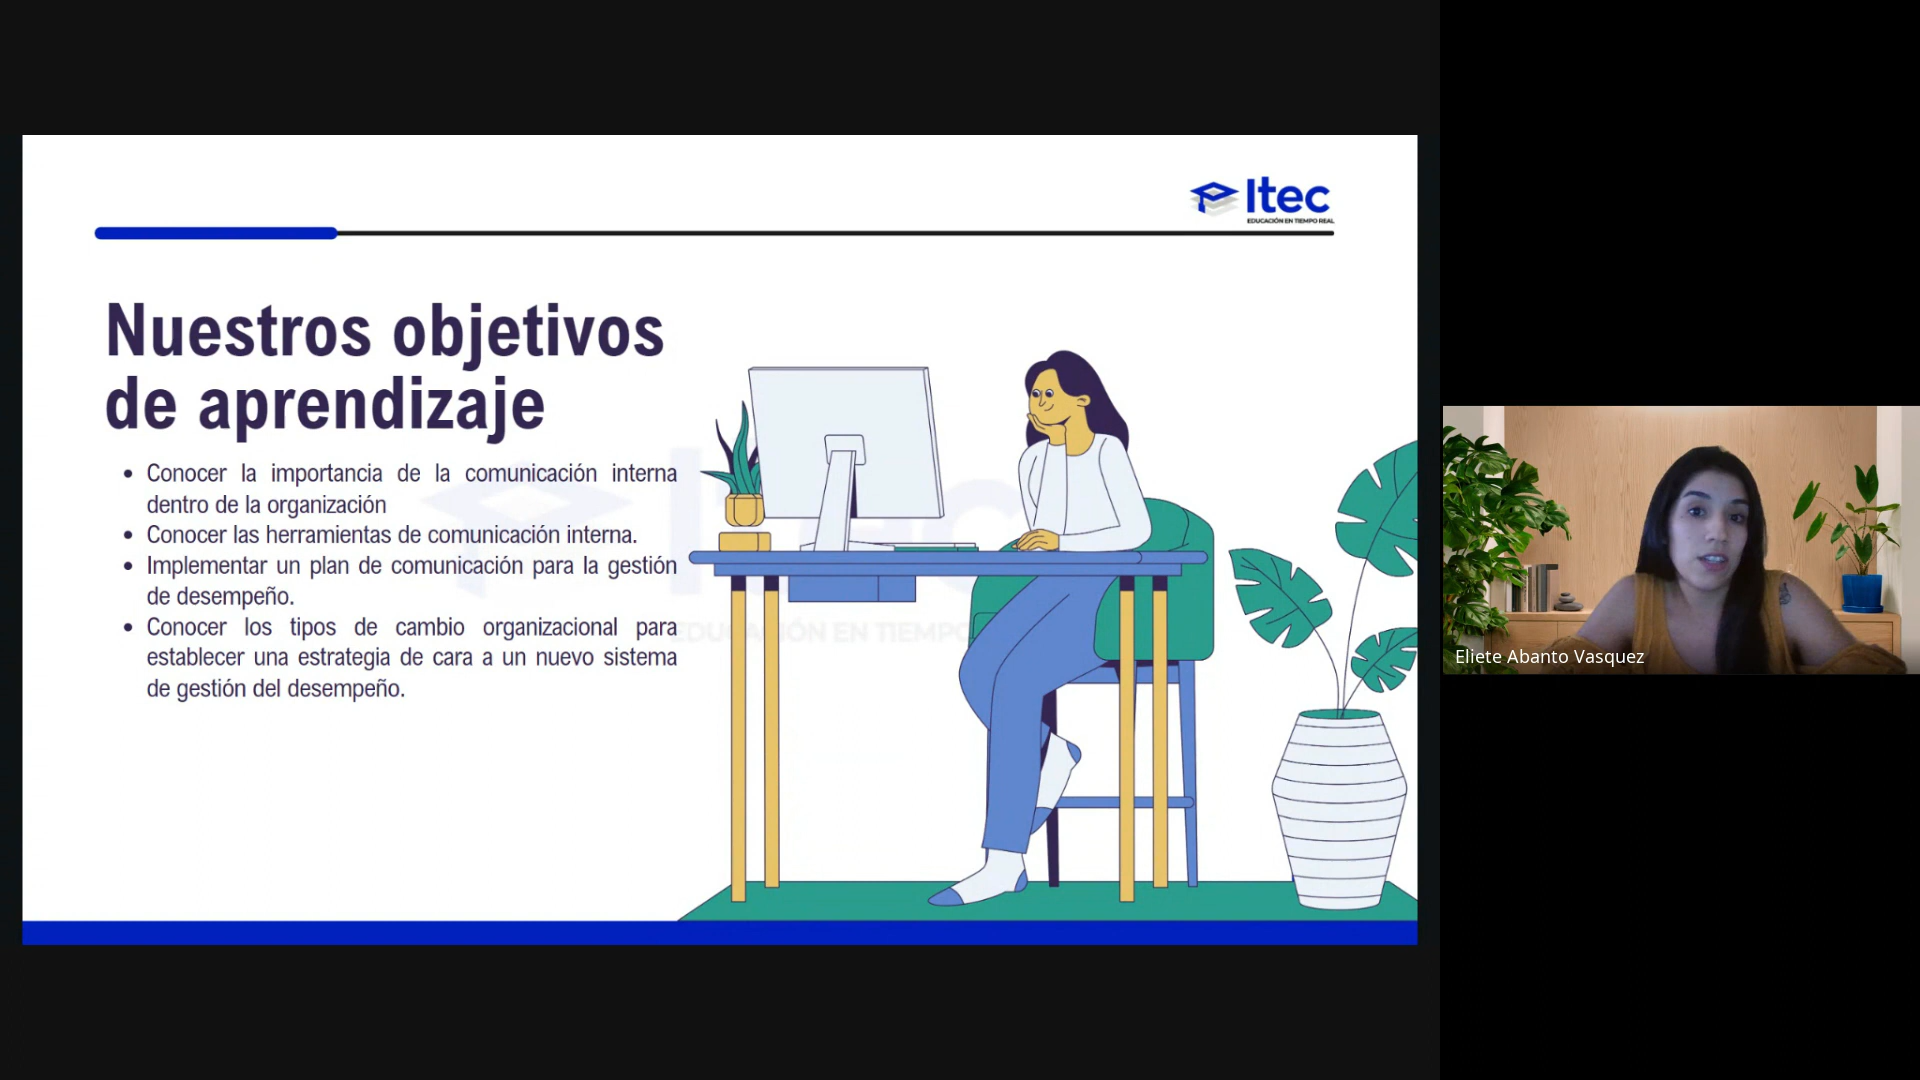 Itec
EDUCACIÓN EN TIEMPO REAL
Nuestros objetivos
de aprendizaje
• Conocer la importancia de la comunicación interna
dentro de la organización
• Conocer las herramientas de comunicación interna.
• Implementar un plan de comunicación para la gestión
de desempeño.
• Conocer los tipos de cambio organizacional para
establecer una estrategia de cara a un nuevo sistema
de gestión del desempeño.
EDUCACIÓN EN TIEMPO
Eliete Abanto Vasquez